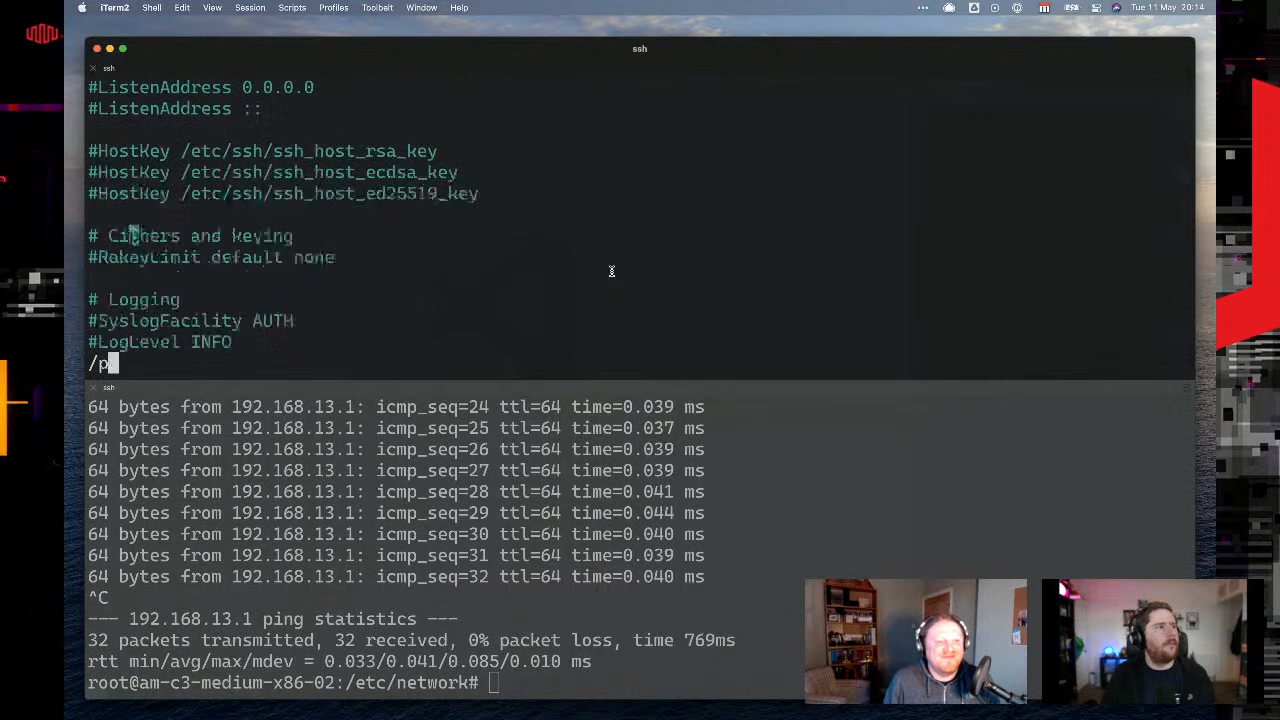 iTerm2 Shell Edit View Session Scripts Profiles Toolbelt Window Help Tue 11 May 20:14
ssh
ssh
#ListenAddress 0.0.0.0
#ListenAddress ::
#HostKey /etc/ssh/ssh_host_rsa_key
#HostKey /etc/ssh/ssh_host_ecdsa_key
#HostKey /etc/ssh/ssh_host_ed25519_key
# Ciphers and keying
#RekeyLimit default none
# Logging
#SyslogFacility AUTH
#LogLevel INFO
/p
ssh
64 bytes from 192.168.13.1: icmp_seq=24 ttl=64 time=0.039 ms
64 bytes from 192.168.13.1: icmp_seq=25 ttl=64 time=0.037 ms
64 bytes from 192.168.13.1: icmp_seq=26 ttl=64 time=0.039 ms
64 bytes from 192.168.13.1: icmp_seq=27 ttl=64 time=0.039 ms
64 bytes from 192.168.13.1: icmp_seq=28 ttl=64 time=0.041 ms
64 bytes from 192.168.13.1: icmp_seq=29 ttl=64 time=0.044 ms
64 bytes from 192.168.13.1: icmp_seq=30 ttl=64 time=0.040 ms
64 bytes from 192.168.13.1: icmp_seq=31 ttl=64 time=0.039 ms
64 bytes from 192.168.13.1: icmp_seq=32 ttl=64 time=0.040 ms
^C
--- 192.168.13.1 ping statistics ---
32 packets transmitted, 32 received, 0% packet loss, time 769ms
rtt min/avg/max/mdev = 0.033/0.041/0.085/0.010 ms
root@am-c3-medium-x86-02:/etc/network#